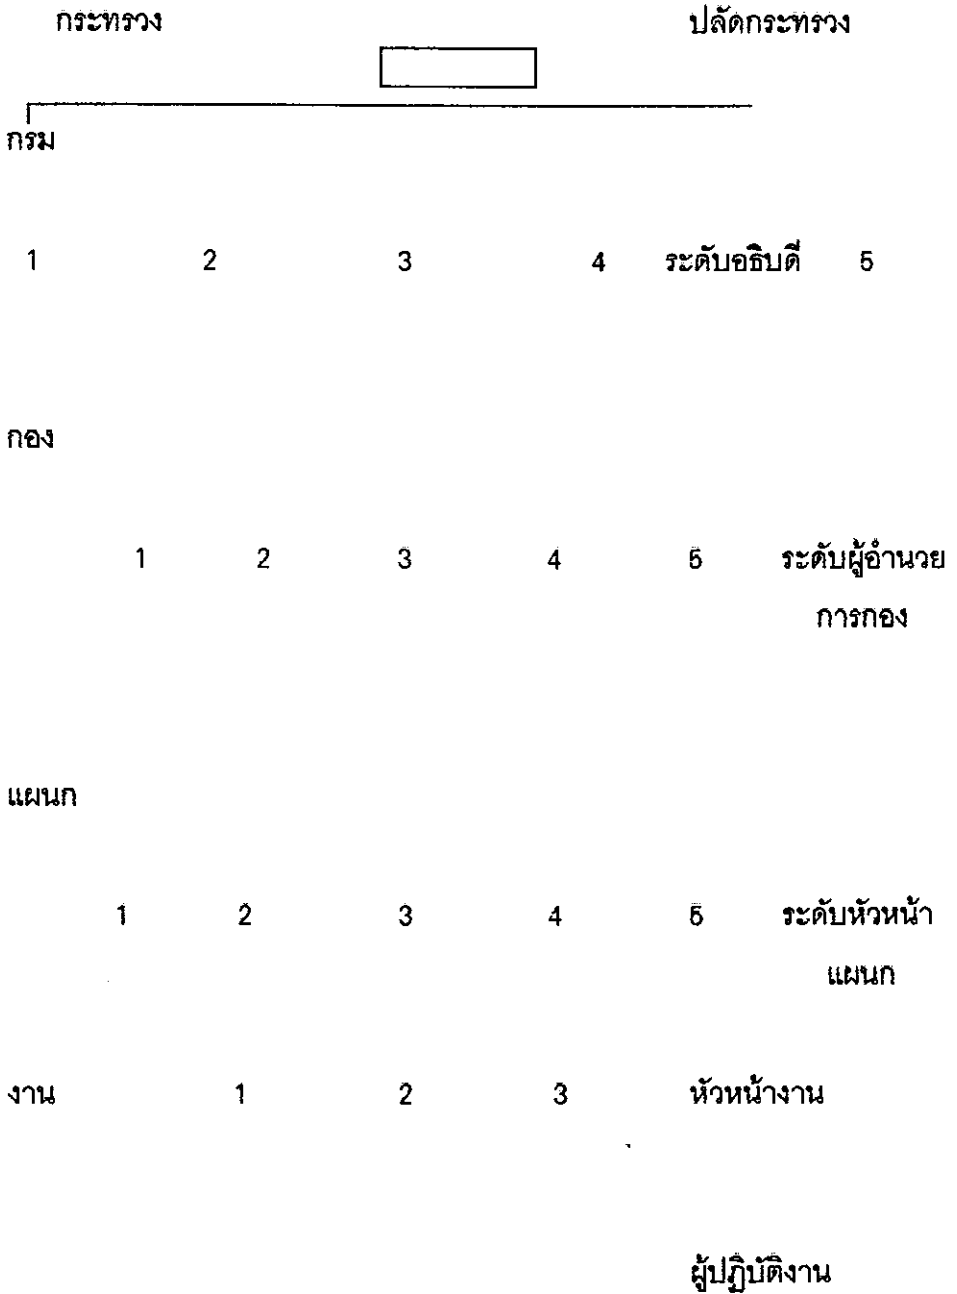 กระทรวง ปลัดกระทรวง
กรม
1 2 3 4 ระดับอธิบดี 5
กอง
1 2 3 4 5 ระดับผู้อำนวย
การกอง
แผนก
1 2 3 4 5 ระดับหัวหน้า
แผนก
งาน 1 2 3 หัวหน้างาน
ผู้ปฏิบัติงาน